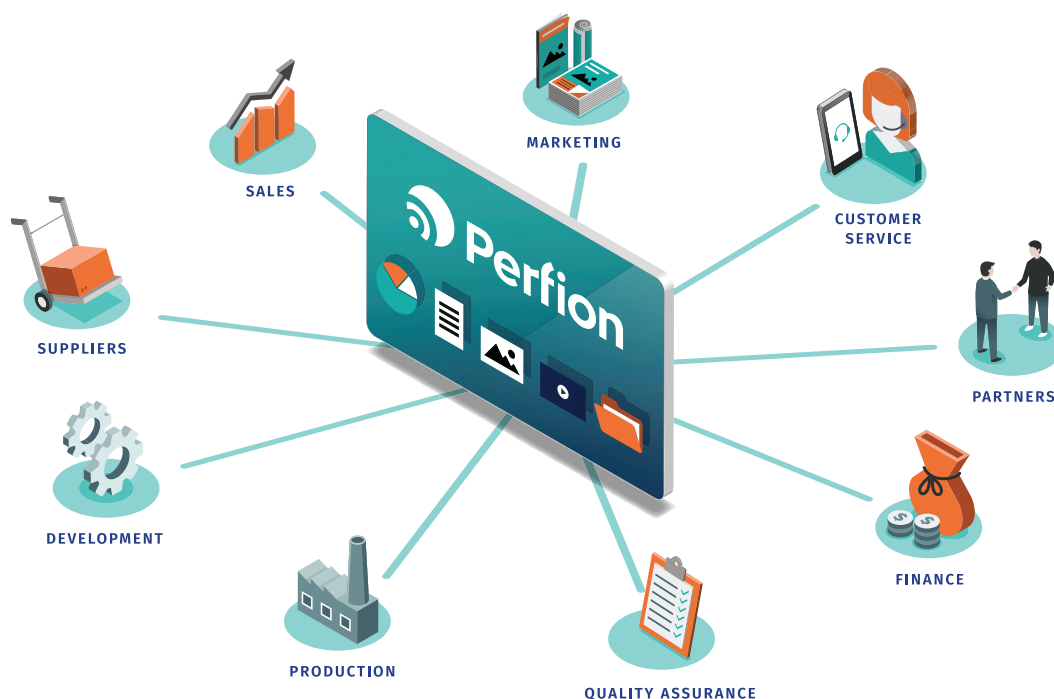 MARKETING
SALES
CUSTOMER
SERVICE
Perfion
SUPPLIERS
PARTNERS
DEVELOPMENT
FINANCE
PRODUCTION
QUALITY ASSURANCE
$
$